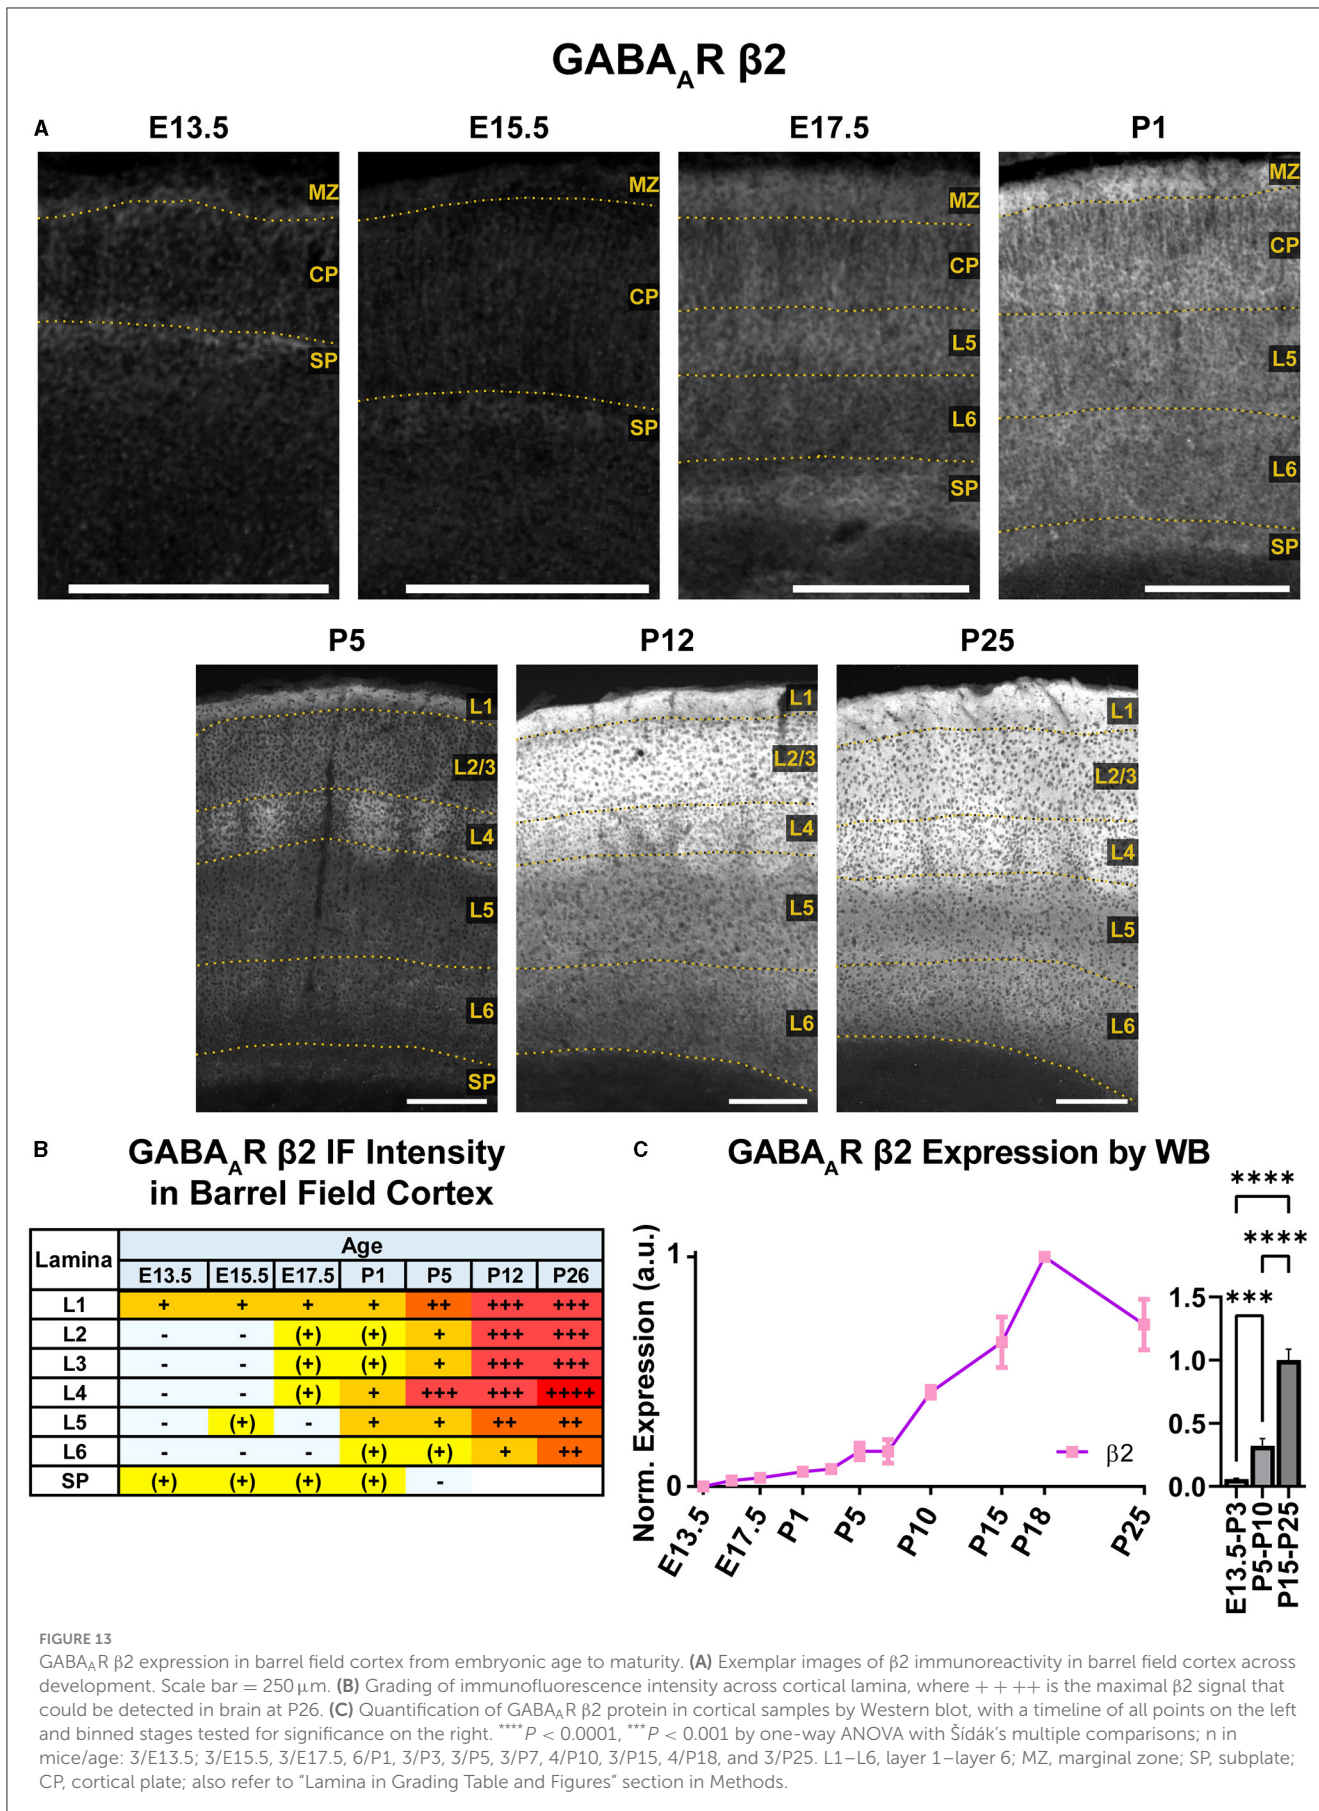 GABAAR β2
A
E13.5 E15.5 E17.5 P1
MZ CP SP
MZ CP SP
MZ CP L5 L6 SP
MZ CP L5 L6 SP
P5 P12 P25
L1 L2/3 L4 L5 L6 SP
L1 L2/3 L4 L5 L6
L1 L2/3 L4 L5 L6
B
GABAAR β2 IF Intensity
in Barrel Field Cortex
Lamina Age
E13.5 E15.5 E17.5 P1 P5 P12 P26
L1 + + + + ++ +++ +++
L2 - - (+) (+) + +++ +++
L3 - - (+) (+) + +++ +++
L4 - - (+) + +++ +++ ++++
L5 - (+) - + + ++ ++
L6 - - - (+) (+) + ++
SP (+) (+) (+) (+) -
C
GABAAR β2 Expression by WB
Norm. Expression (a.u.)
1
0
β2
E13.5 E17.5 P1 P5 P10 P15 P18 P25
****
****
***
1.5
1.0
0.5
0.0
E13.5-P3 P5-P10 P15-P25
FIGURE 13
GABAAR β2 expression in barrel field cortex from embryonic age to maturity. (A) Exemplar images of β2 immunoreactivity in barrel field cortex across
development. Scale bar = 250 μm. (B) Grading of immunofluorescence intensity across cortical lamina, where + + ++ is the maximal β2 signal that
could be detected in brain at P26. (C) Quantification of GABAAR β2 protein in cortical samples by Western blot, with a timeline of all points on the left
and binned stages tested for significance on the right. ****P < 0.0001, ***P < 0.001 by one-way ANOVA with Šídák's multiple comparisons; n in
mice/age: 3/E13.5; 3/E15.5, 3/E17.5, 6/P1, 3/P3, 3/P5, 3/P7, 4/P10, 3/P15, 4/P18, and 3/P25. L1–L6, layer 1–layer 6; MZ, marginal zone; SP, subplate;
CP, cortical plate; also refer to "Lamina in Grading Table and Figures" section in Methods.